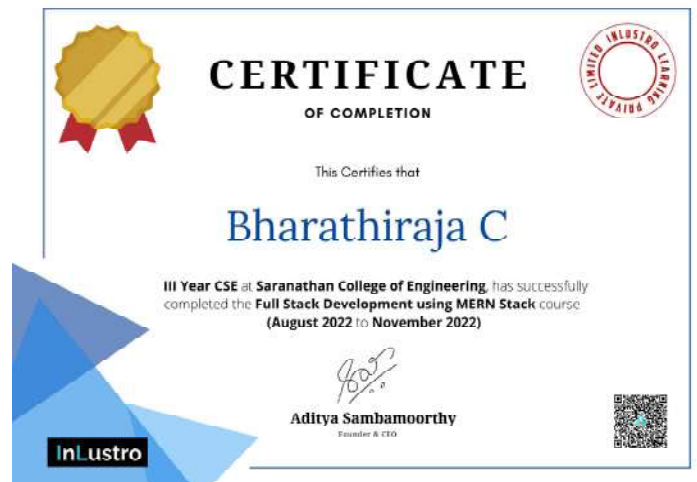 CERTIFICATE
OF COMPLETION
INLUSTRO LEARNING PRIVATE LIMITED
This Certifies that
Bharathiraja C
III Year CSE at Saranathan College of Engineering, has successfully
completed the Full Stack Development using MERN Stack course
(August 2022 to November 2022)
Aditya Sambamoorthy
Founder & CEO
InLustro